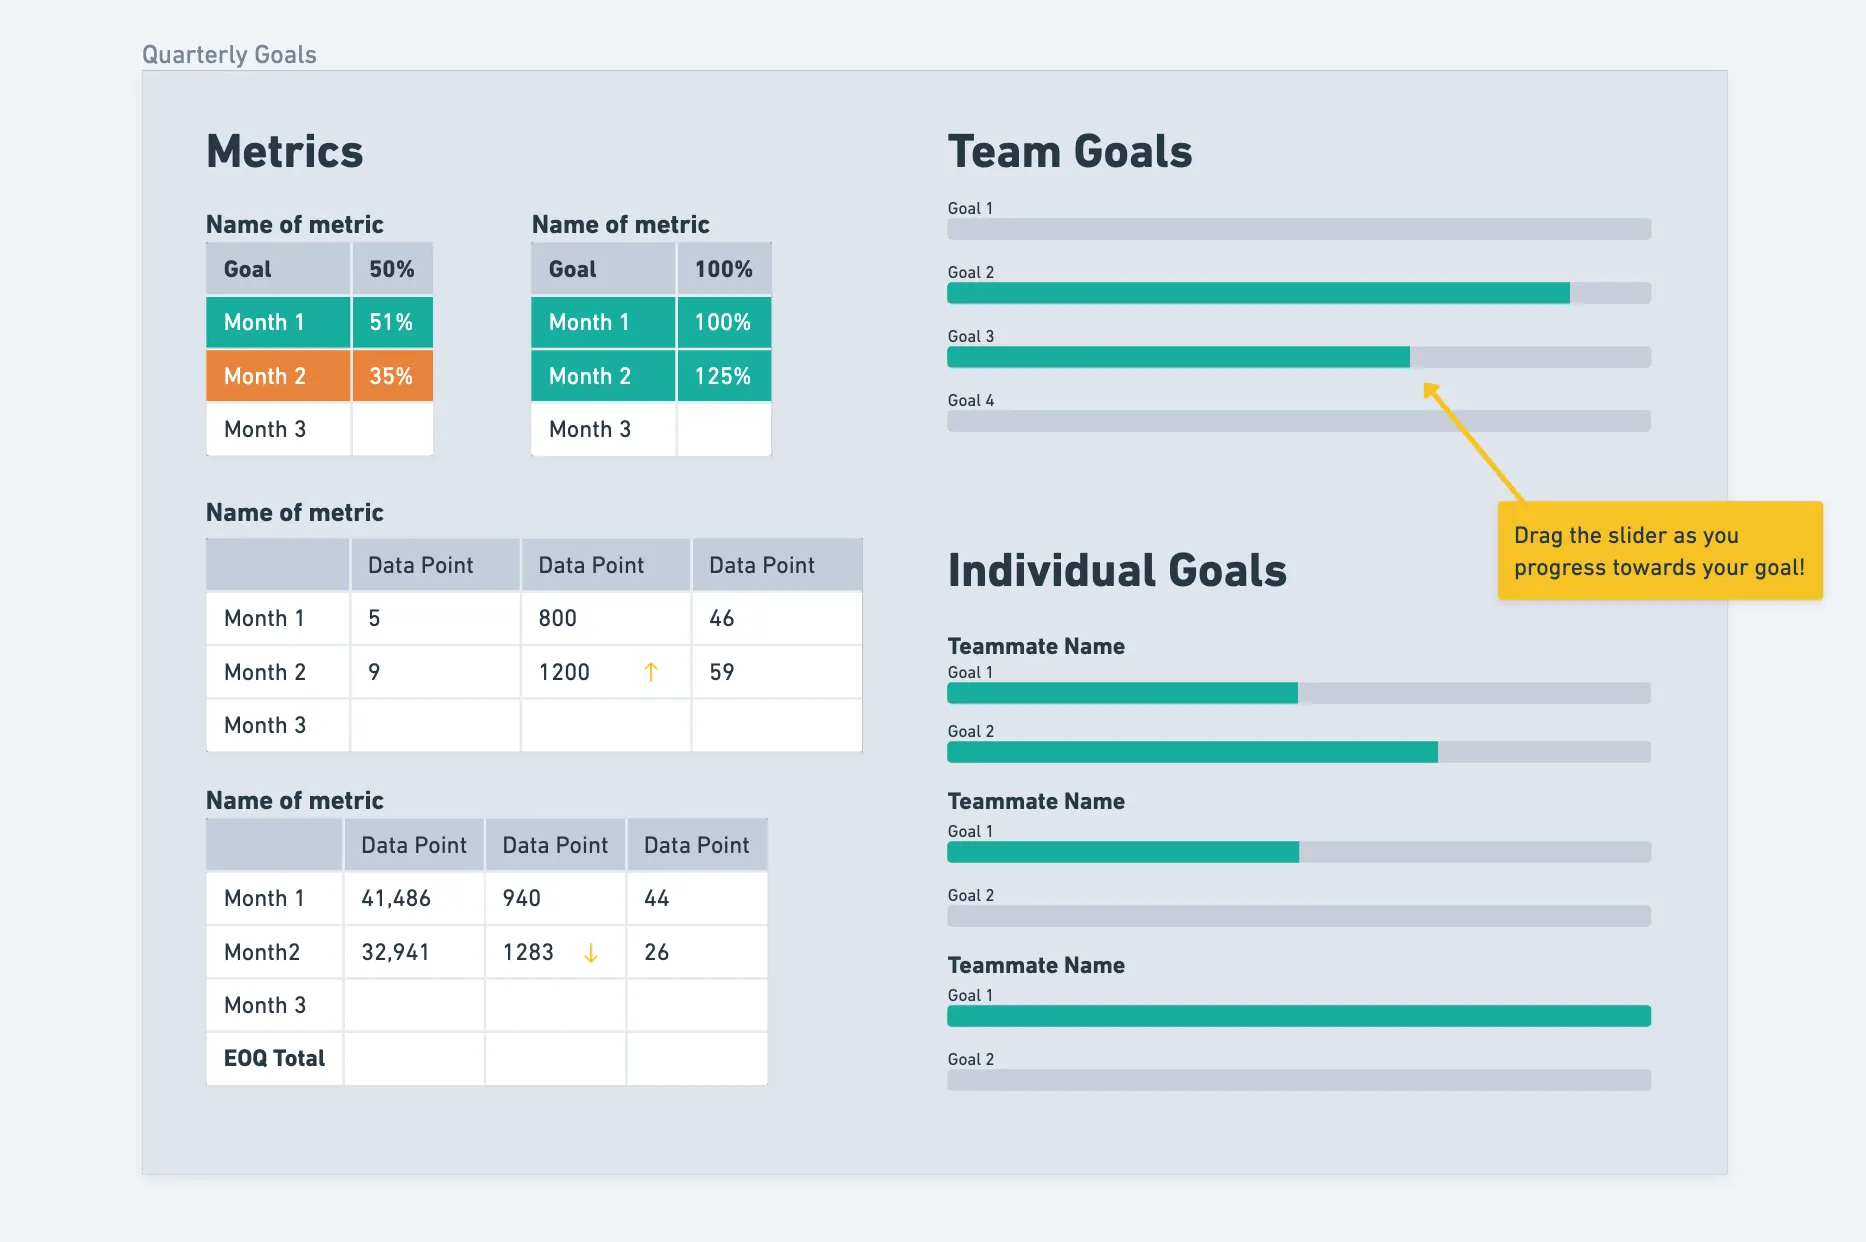 Quarterly Goals
Metrics
Name of metric
Goal 50%
Month 1 51%
Month 2 35%
Month 3
Name of metric
Goal 100%
Month 1 100%
Month 2 125%
Month 3
Name of metric
Data Point Data Point Data Point
Month 1 5 800 46
Month 2 9 1200 ↑ 59
Month 3
Name of metric
Data Point Data Point Data Point
Month 1 41,486 940 44
Month2 32,941 1283 ↓ 26
Month 3
EOQ Total
Team Goals
Goal 1
Goal 2
Goal 3
Goal 4
Drag the slider as you
progress towards your goal!
Individual Goals
Teammate Name
Goal 1
Goal 2
Teammate Name
Goal 1
Goal 2
Teammate Name
Goal 1
Goal 2